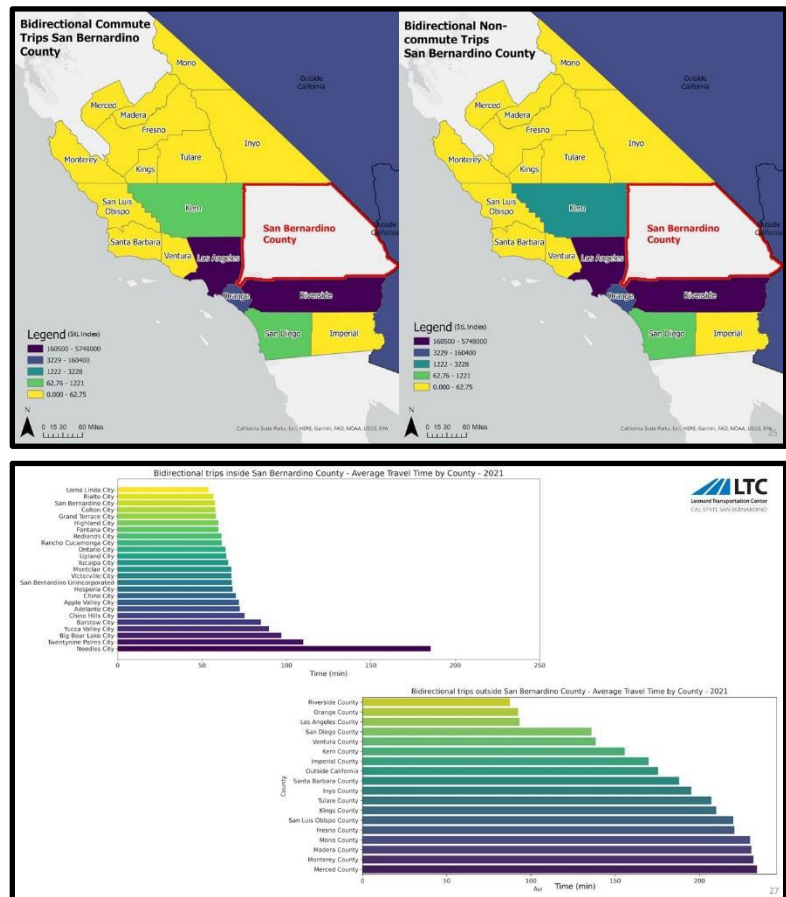 Bidirectional Commute
Trips San Bernardino
County
Mono
Outside
California
Merced
Madera
Fresno
Monterey
Kings
Tulare
Inyo
San Luis
Obispo
Kern
Santa Barbara
Ventura
Los Angeles
San Bernardino
County
Outside
California
Orange
Riverside
San Diego
Imperial
Legend (StL Index)
160500 - 5748000
3229 - 160400
1222 - 3228
62.76 - 1221
0.000 - 62.75
N
0 15 30 60 Miles
California State Parks, Esri, HERE, Garmin, FAO, NOAA, USGS, EPA
Bidirectional Non-
commute Trips
San Bernardino County
Mono
Outside
California
Merced
Madera
Fresno
Monterey
Kings
Tulare
Inyo
San Luis
Obispo
Kern
Santa Barbara
Ventura
Los Angeles
San Bernardino
County
Outside
California
Orange
Riverside
San Diego
Imperial
Legend (StL Index)
160500 - 5748000
3229 - 160400
1222 - 3228
62.76 - 1221
0.000 - 62.75
N
0 15 30 60 Miles
California State Parks, Esri, HERE, Garmin, FAO, NOAA, USGS, EPA
25
Bidirectional trips inside San Bernardino County - Average Travel Time by County - 2021
Loma Linda City
Rialto City
San Bernardino City
Colton City
Grand Terrace City
Highland City
Fontana City
Redlands City
Rancho Cucamonga City
Ontario City
Upland City
Yucaipa City
Montclair City
Victorville City
San Bernardino Unincorporated
Hesperia City
Chino City
Apple Valley City
Adelanto City
Chino Hills City
Barstow City
Yucca Valley City
Big Bear Lake City
Twentynine Palms City
Needles City
0 50 100 150 200 250
Time (min)
LTC
Leonard Transportation Center
CAL STATE SAN BERNARDINO
Bidirectional trips outside San Bernardino County - Average Travel Time by County - 2021
County
Riverside County
Orange County
Los Angeles County
San Diego County
Ventura County
Kern County
Imperial County
Outside California
Santa Barbara County
Inyo County
Tulare County
Kings County
San Luis Obispo County
Fresno County
Mono County
Madera County
Monterey County
Merced County
0 50 100 150 200
Time (min)
27